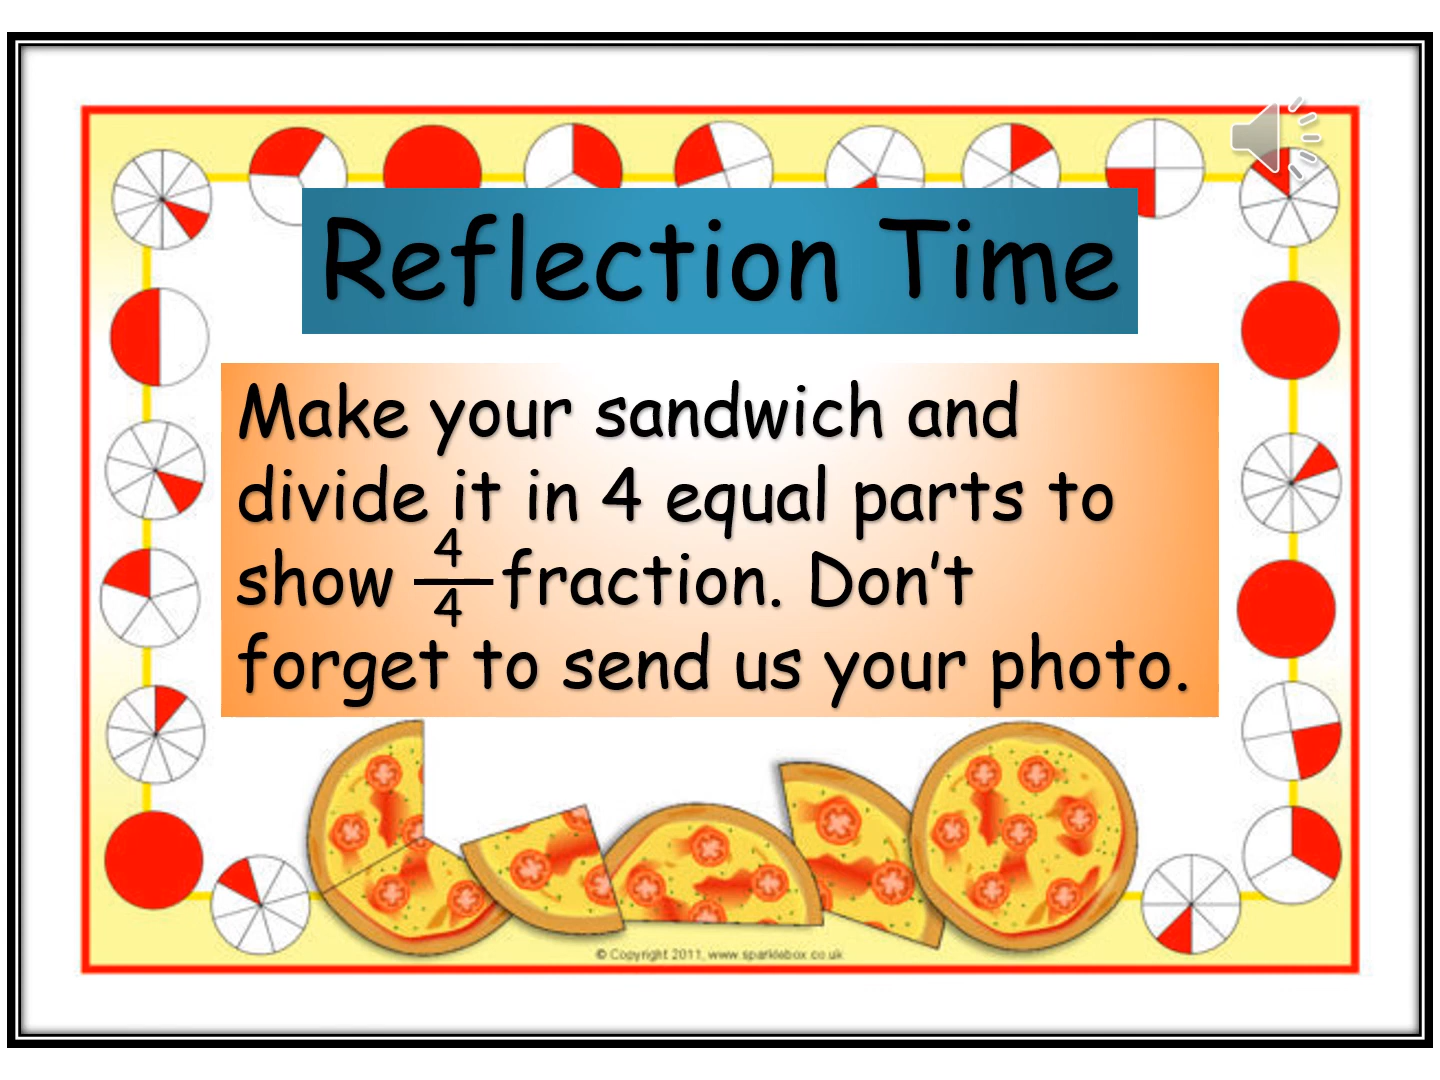 Reflection Time
Make your sandwich and
divide it in 4 equal parts to
show 4/4 fraction. Don’t
forget to send us your photo.
© Copyright 2011, www.sparklebox.co.uk